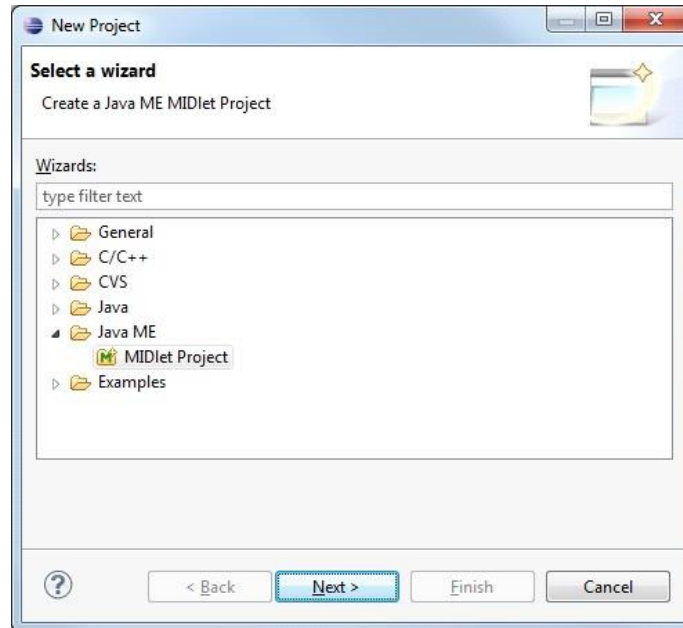 New Project
Select a wizard
Create a Java ME MIDlet Project
Wizards:
type filter text
General
C/C++
CVS
Java
Java ME
MIDlet Project
Examples
?
< Back
Next >
Finish
Cancel